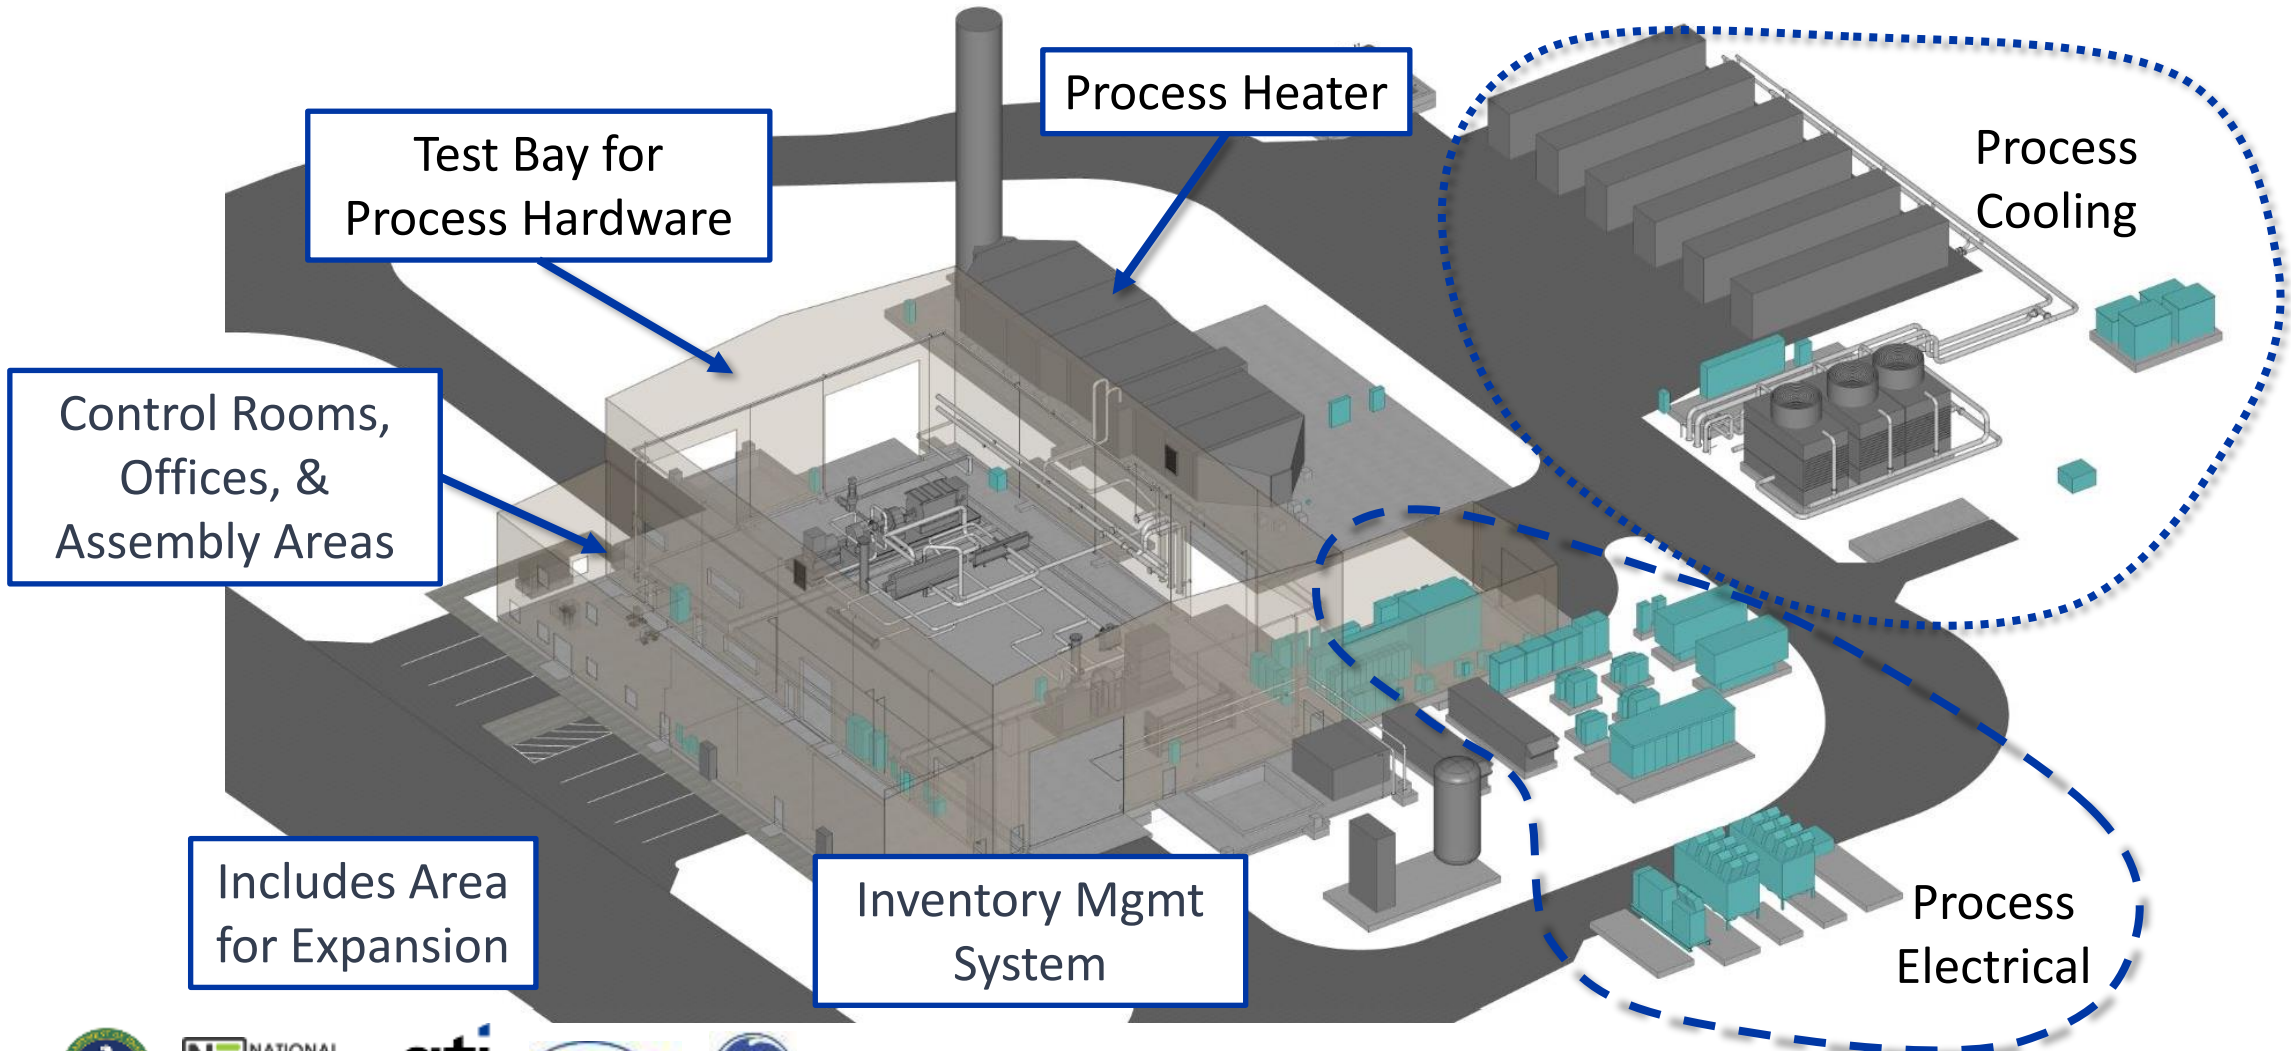 Process Heater
Test Bay for
Process Hardware
Process
Cooling
Control Rooms,
Offices, &
Assembly Areas
Includes Area
for Expansion
Inventory Mgmt
System
Process
Electrical
NATIONAL